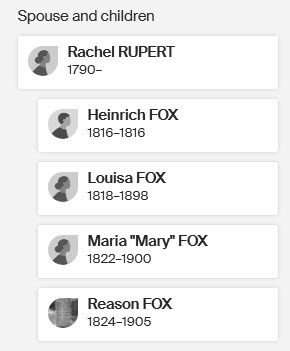 Spouse and children
Rachel RUPERT
1790–
Heinrich FOX
1816–1816
Louisa FOX
1818–1898
Maria "Mary" FOX
1822–1900
Reason FOX
1824–1905